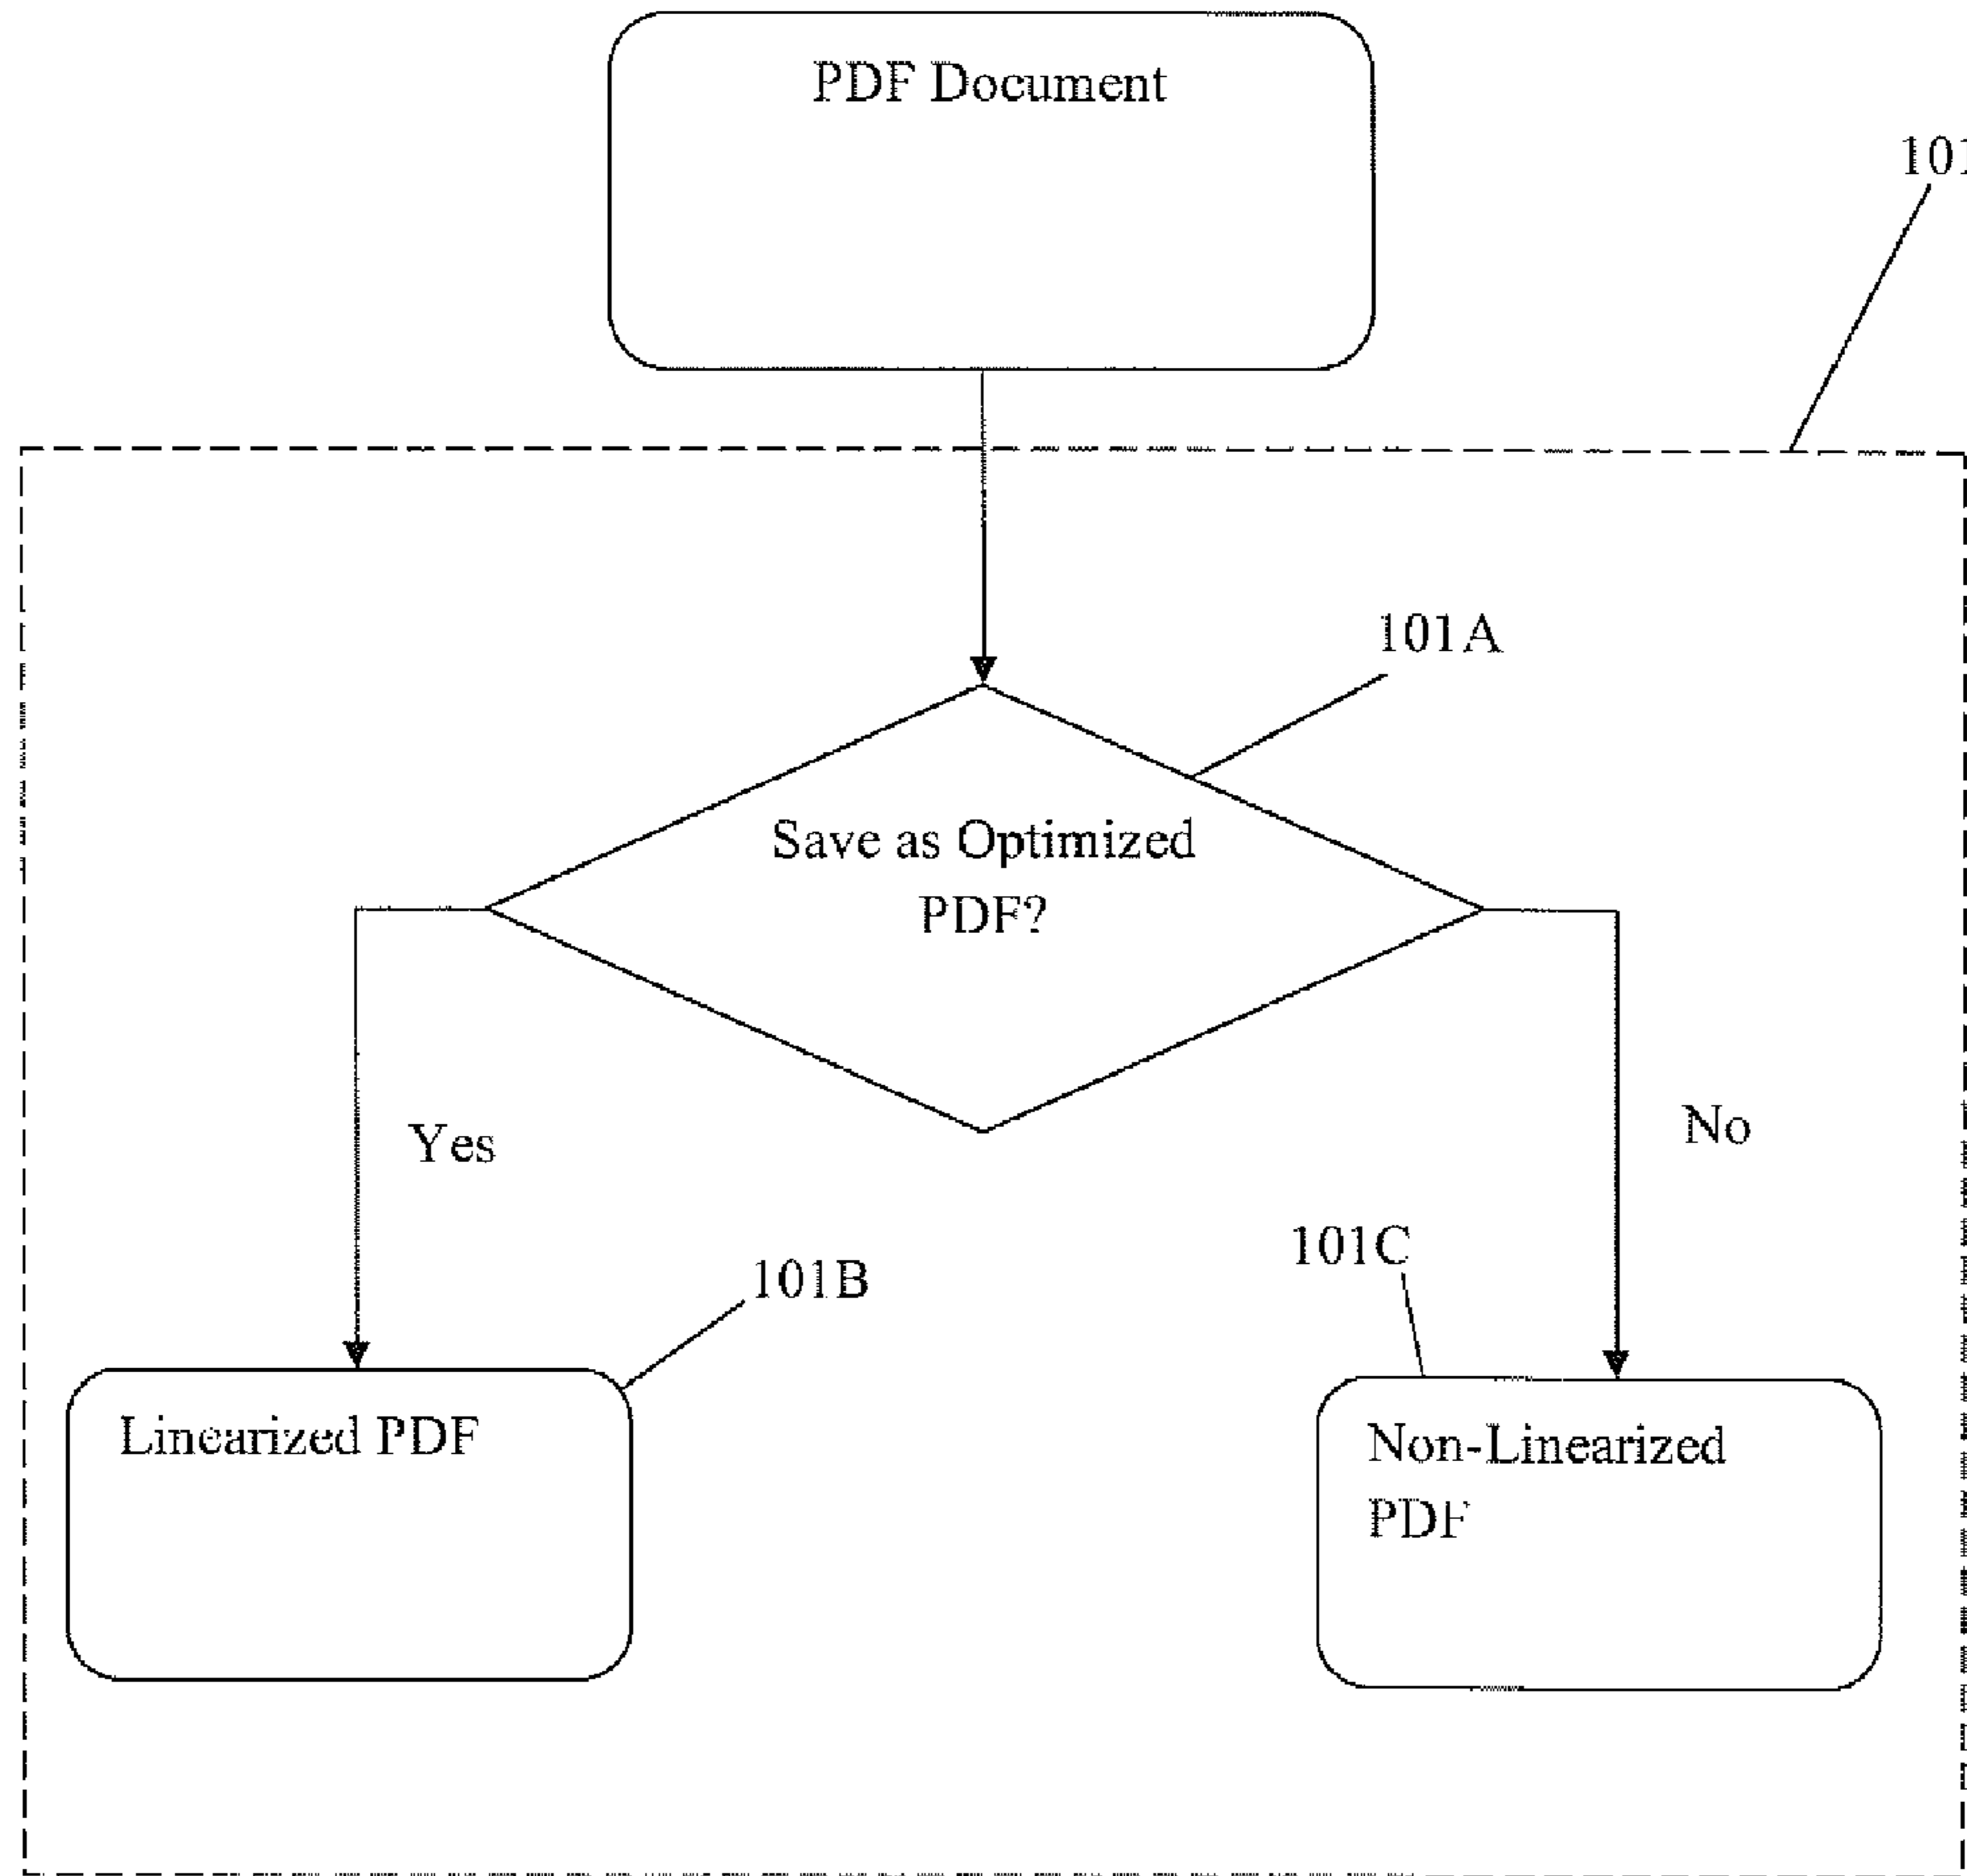 PDF Document
101
101A
Save as Optimized
PDF?
Yes
No
101B
101C
Linearized PDF
Non-Linearized
PDF